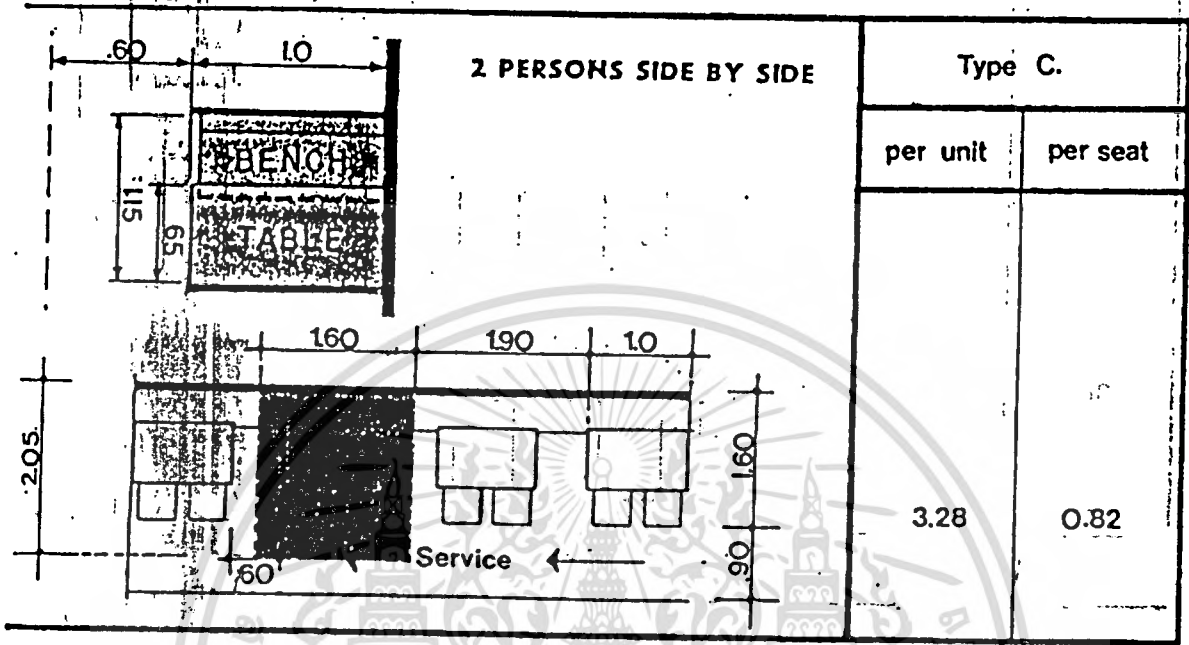 .60
1.0
2 PERSONS SIDE BY SIDE
Type C.
per unit
per seat
BENCH
1.15
.65
TABLE
1.60
1.90
1.0
2.05
1.60
3.28
0.82
Service
.60
.90